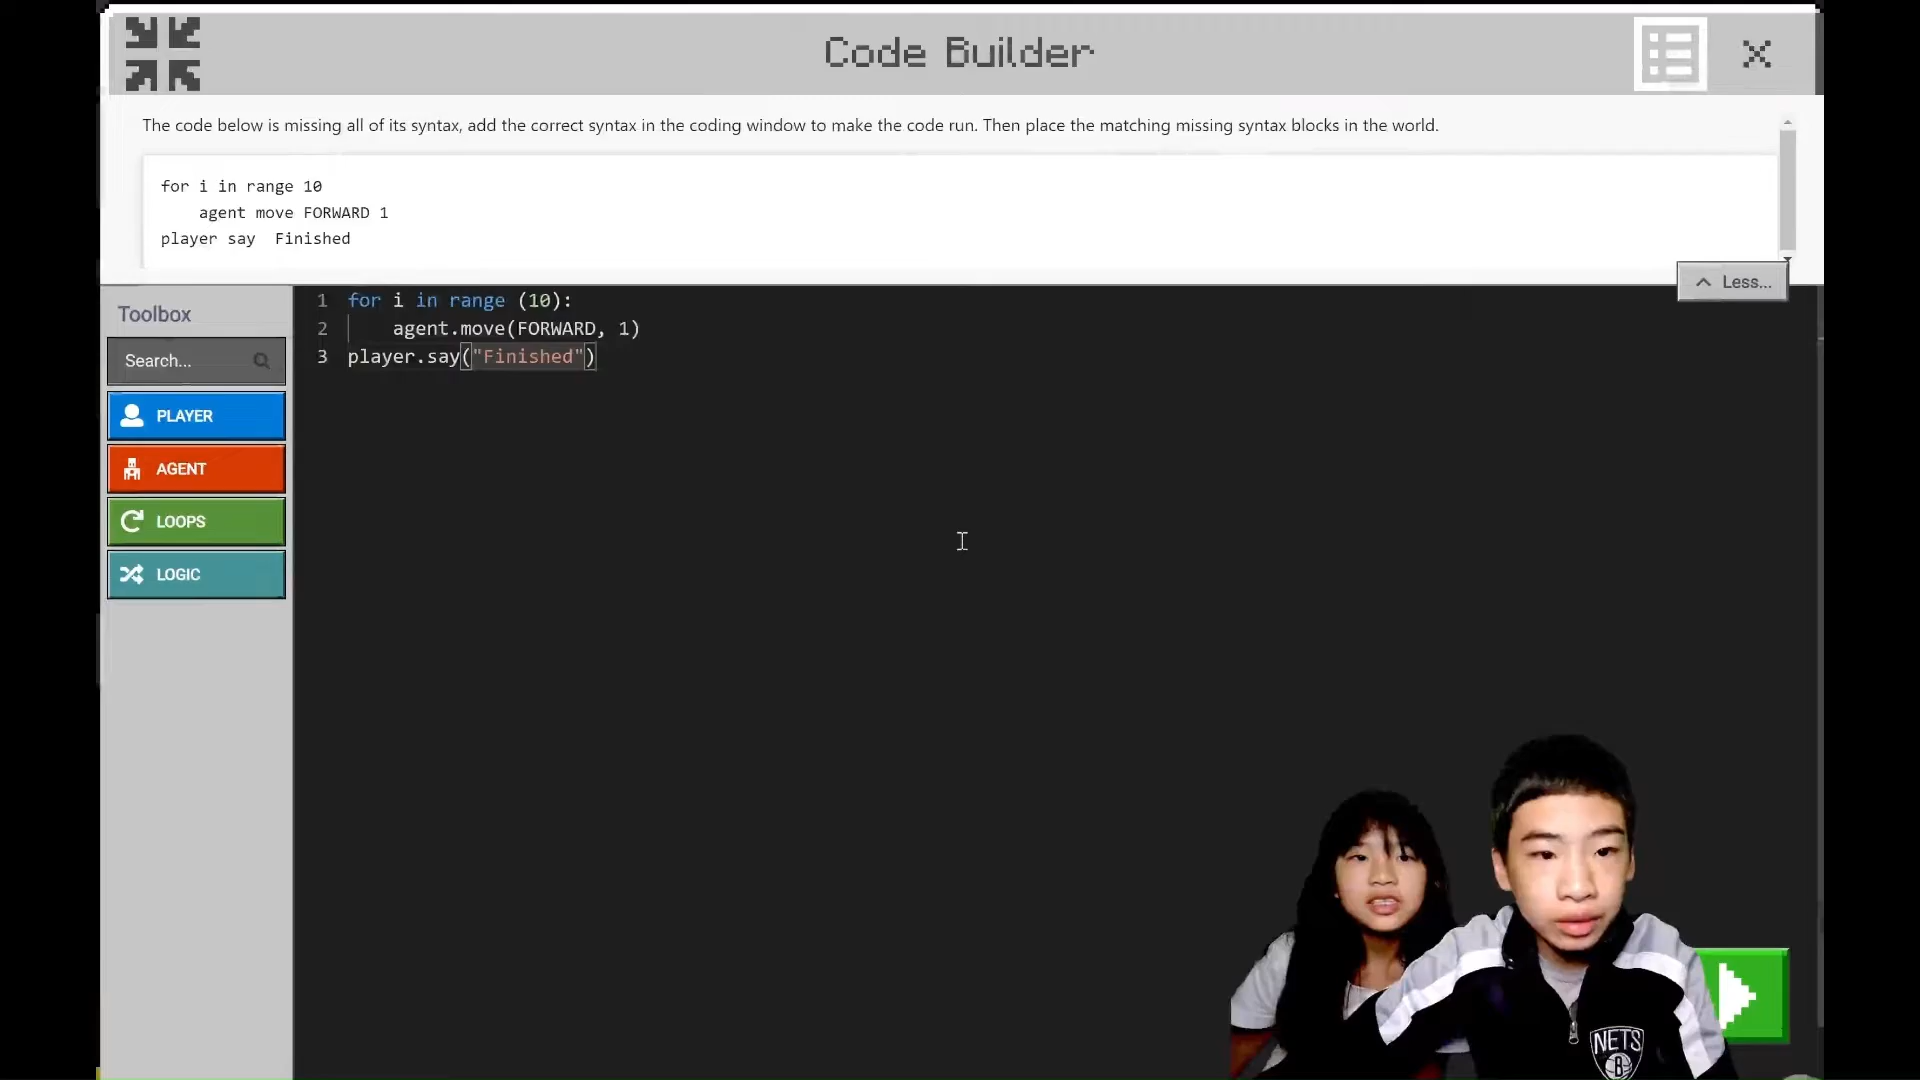 Code Builder
The code below is missing all of its syntax, add the correct syntax in the coding window to make the code run. Then place the matching missing syntax blocks in the world.
for i in range 10
    agent move FORWARD 1
player say  Finished
Less...
Toolbox
Search...
PLAYER
AGENT
LOOPS
LOGIC
1 for i in range (10):
2     agent.move(FORWARD, 1)
3 player.say("Finished")
NETS
B